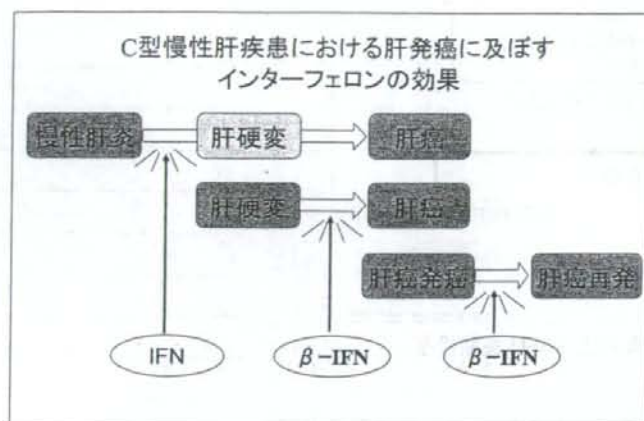 C型慢性肝疾患における肝発癌に及ぼす
インターフェロンの効果
慢性肝炎
肝硬変
肝癌
肝硬変
肝癌
肝癌発癌
肝癌再発
IFN
β-IFN
β-IFN